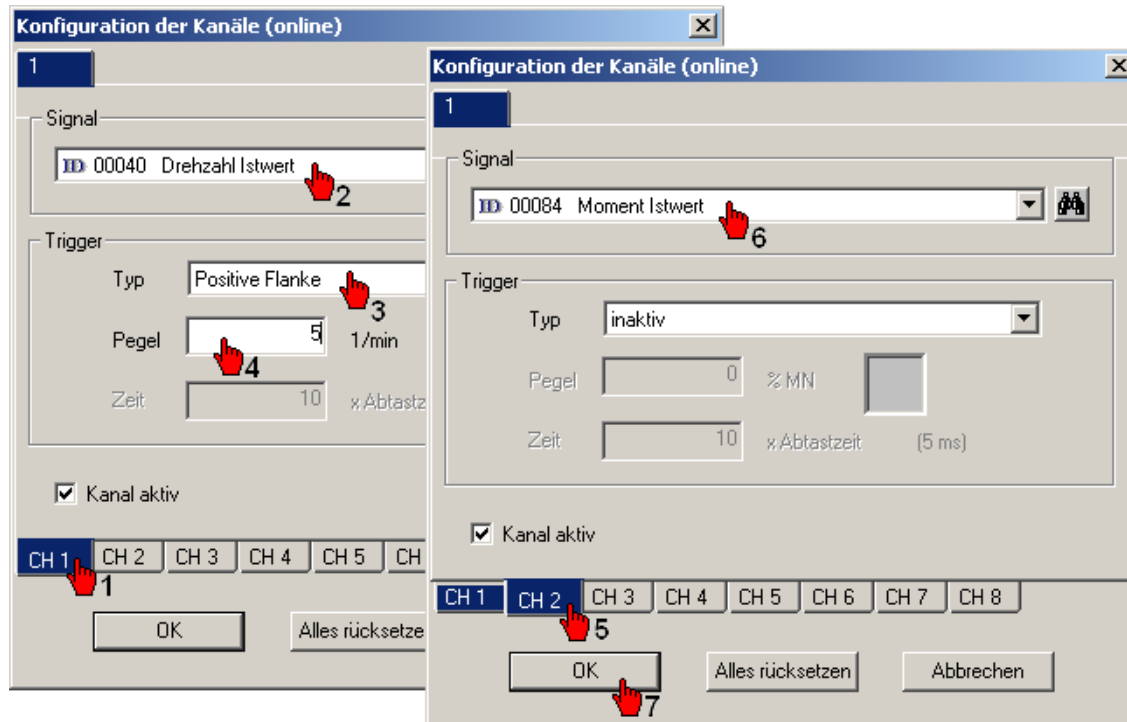 Konfiguration der Kanäle (online)
1
Signal
ID 00040 Drehzahl Istwert
2
Trigger
Typ Positive Flanke
3
Pegel 5 1/min
4
Zeit 10 x Abtastz
Kanal aktiv
CH 1 CH 2 CH 3 CH 4 CH 5 CH
1
OK Alles rücksetze
Konfiguration der Kanäle (online)
1
Signal
ID 00084 Moment Istwert
6
Trigger
Typ inaktiv
Pegel 0 % MN
Zeit 10 x Abtastzeit (5 ms)
Kanal aktiv
CH 1 CH 2 CH 3 CH 4 CH 5 CH 6 CH 7 CH 8
5
OK Alles rücksetzen Abbrechen
7